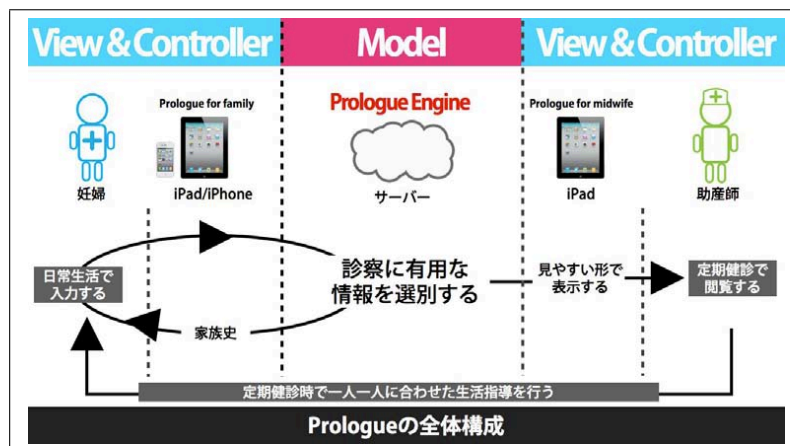 View & Controller
Model
View & Controller
Prologue for family
Prologue Engine
Prologue for midwife
妊婦
iPad/iPhone
サーバー
iPad
助産師
日常生活で
入力する
診察に有用な
情報を選別する
見やすい形で
表示する
定期健診で
閲覧する
家族史
定期健診時で一人一人に合わせた生活指導を行う
Prologueの全体構成